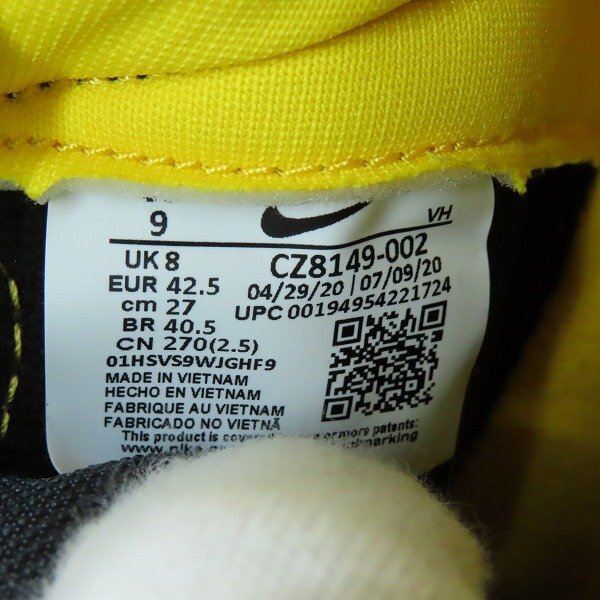 9
VH
UK 8
CZ8149-002
EUR 42.5
04/29/20 | 07/09/20
cm 27
UPC 00194954221724
BR 40.5
CN 270(2.5)
01HSVS9WJGHF9
MADE IN VIETNAM
HECHO EN VIETNAM
FABRIQUE AU VIETNAM
FABRICADO NO VIETNÃ
This product is covered or more patents: